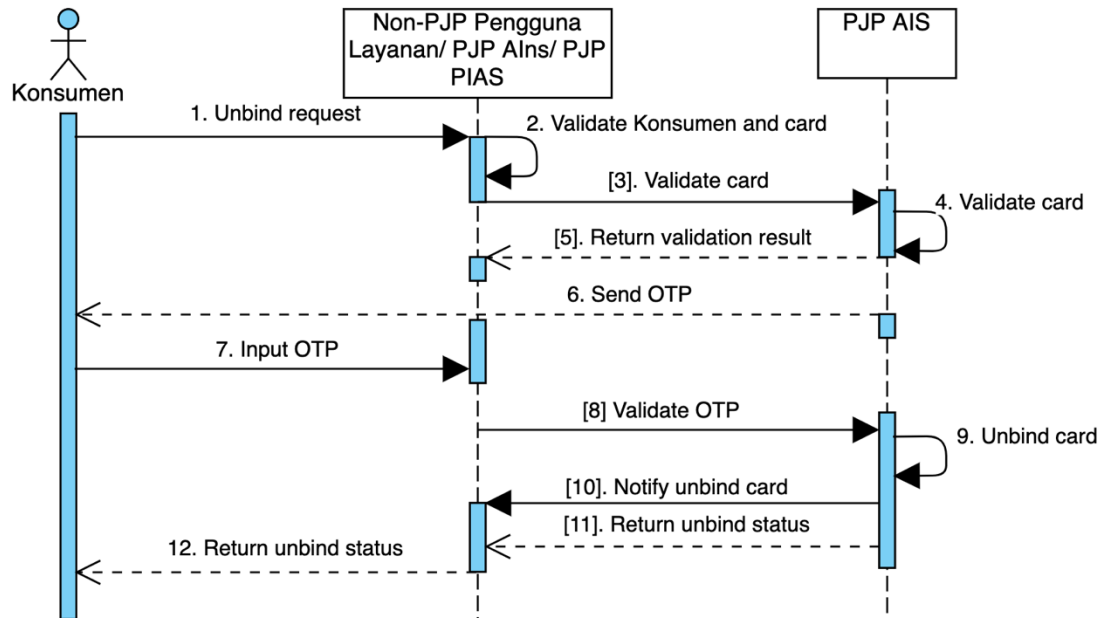 Konsumen
Non-PJP Pengguna
Layanan/ PJP AIns/ PJP
PIAS
PJP AIS
1. Unbind request
2. Validate Konsumen and card
[3]. Validate card
4. Validate card
[5]. Return validation result
6. Send OTP
7. Input OTP
[8] Validate OTP
9. Unbind card
[10]. Notify unbind card
[11]. Return unbind status
12. Return unbind status